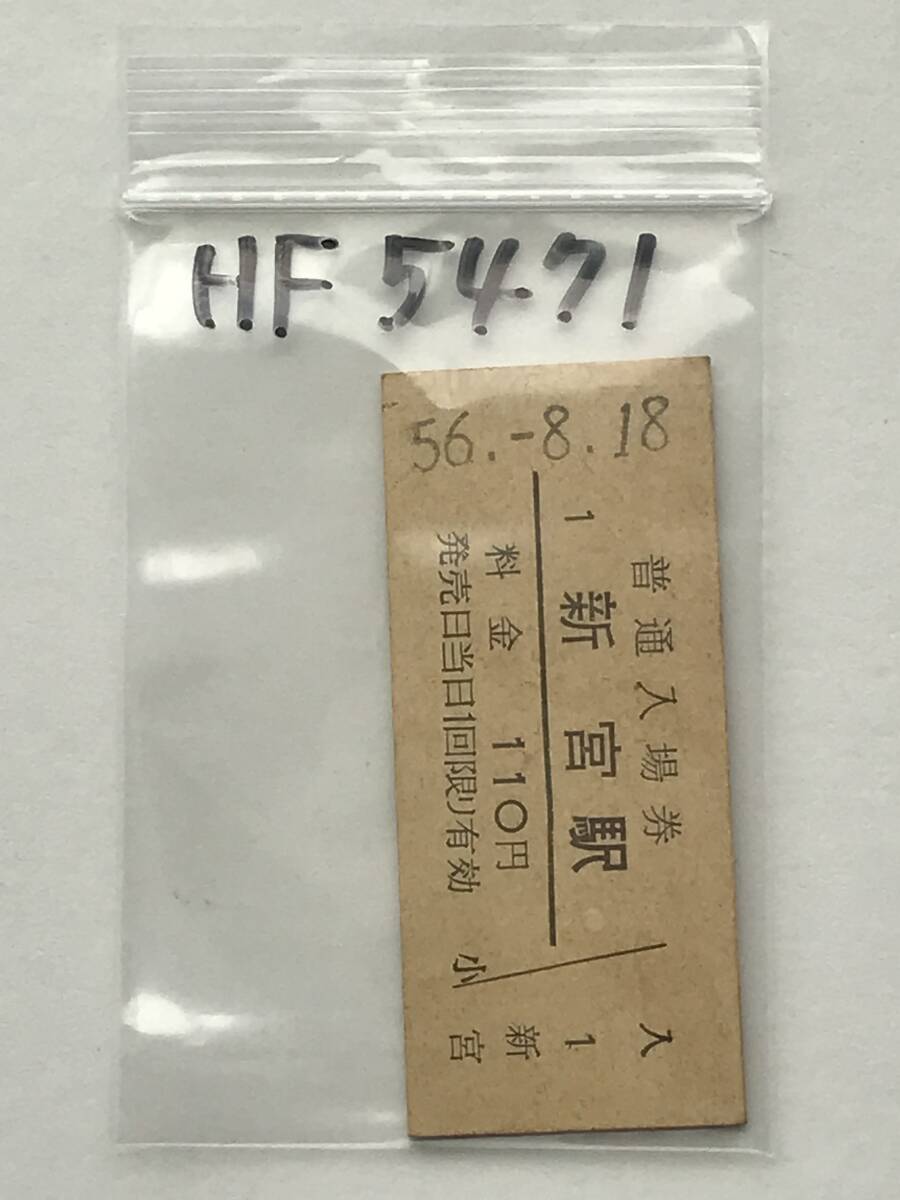 HF 5471
56.-8.18
普通入場券
1 新宮駅
料金 110円
発売日当日1回限り有効
入
1
新
宮
小